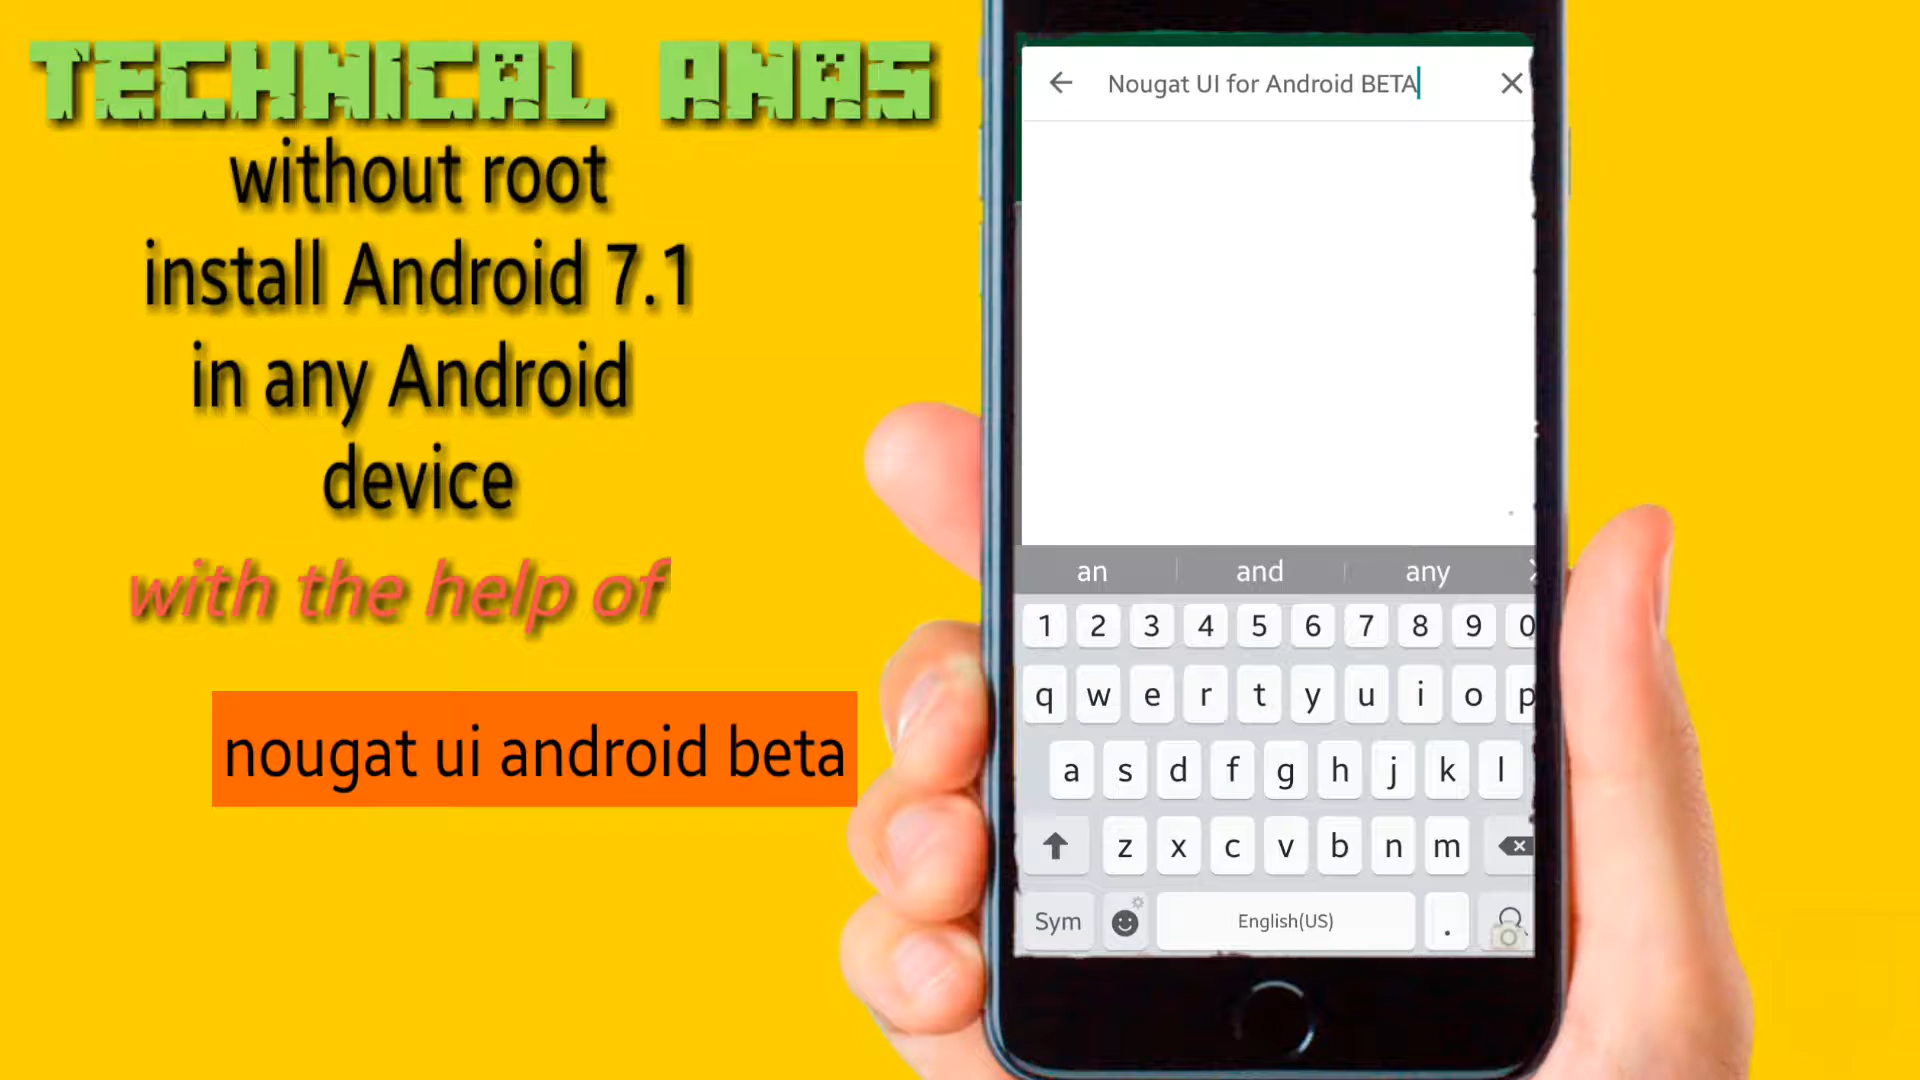 TECHNICAL ANAS
without root
install Android 7.1
in any Android
device
with the help of
nougat ui android beta
Nougat UI for Android BETA
an and any
1 2 3 4 5 6 7 8 9 0
q w e r t y u i o p
a s d f g h j k l
z x c v b n m
Sym English(US) .